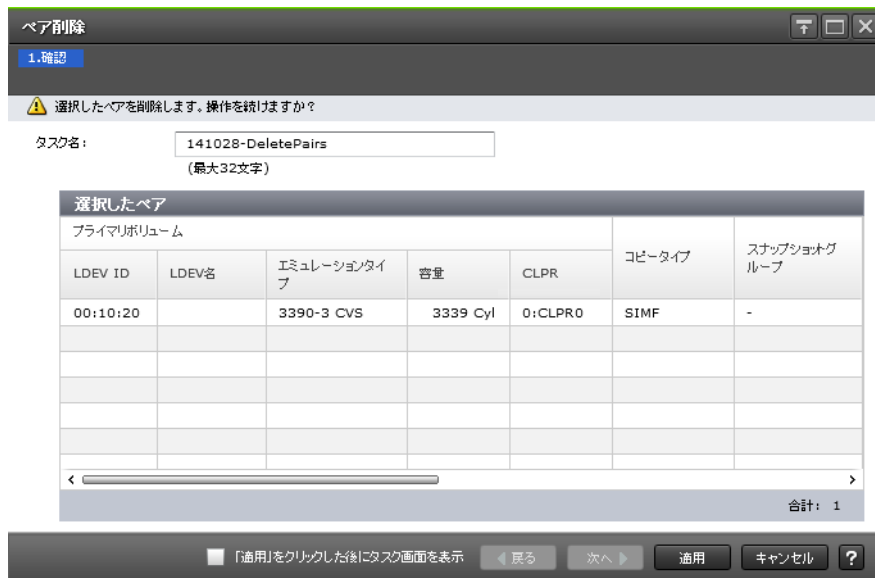 ペア削除
1.確認
選択したペアを削除します。操作を続けますか？
タスク名：
141028-DeletePairs
(最大32文字)
選択したペア
プライマリボリューム
コピータイプ
スナップショットグ
ループ
LDEV ID
LDEV名
エミュレーションタイ
プ
容量
CLPR
00:10:20
3390-3 CVS
3339 Cyl
0:CLPR0
SIMF
-
合計： 1
「適用」をクリックした後にタスク画面を表示
戻る
次へ
適用
キャンセル
?